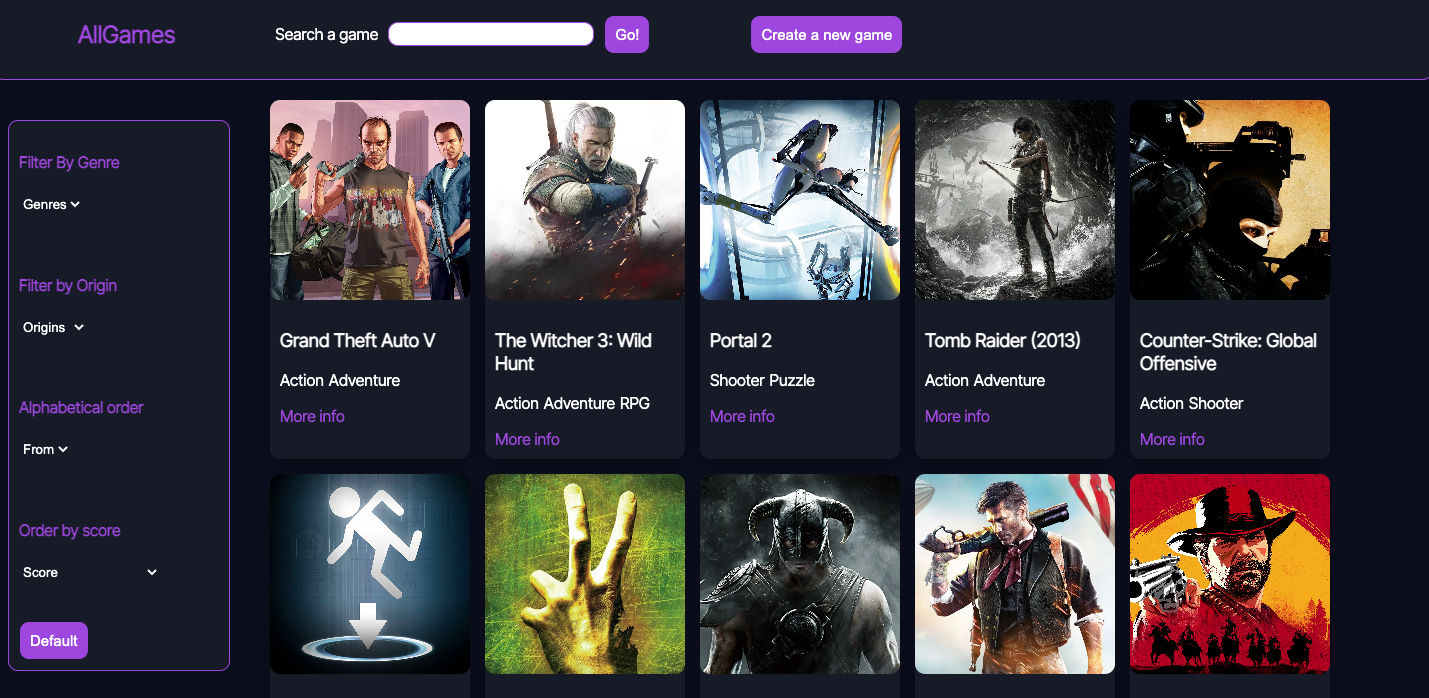 AllGames
Search a game
Go!
Create a new game
Filter By Genre
Genres
Filter by Origin
Origins
Alphabetical order
From
Order by score
Score
Default
Grand Theft Auto V
Action Adventure
More info
The Witcher 3: Wild
Hunt
Action Adventure RPG
More info
Portal 2
Shooter Puzzle
More info
Tomb Raider (2013)
Action Adventure
More info
Counter-Strike: Global
Offensive
Action Shooter
More info